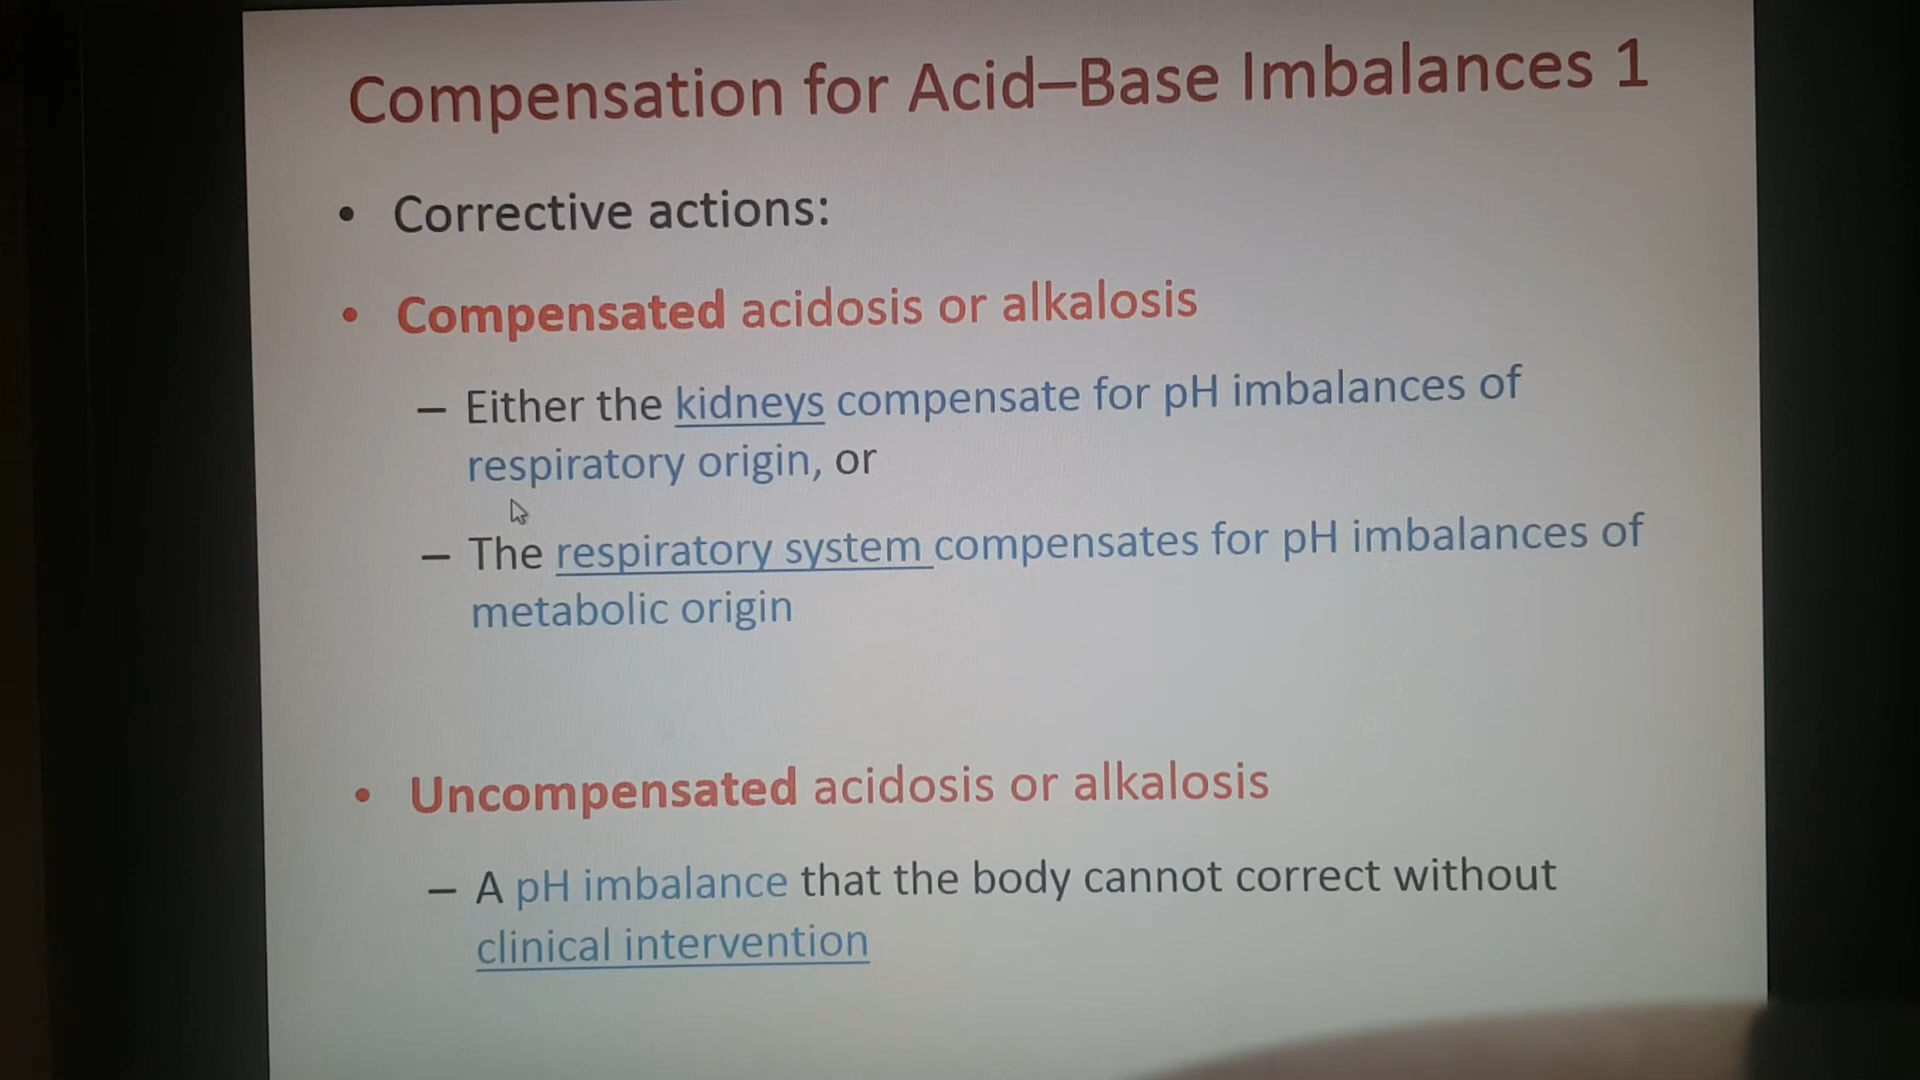 Compensation for Acid–Base Imbalances 1
• Corrective actions:
• Compensated acidosis or alkalosis
– Either the kidneys compensate for pH imbalances of
respiratory origin, or
– The respiratory system compensates for pH imbalances of
metabolic origin
• Uncompensated acidosis or alkalosis
– A pH imbalance that the body cannot correct without
clinical intervention